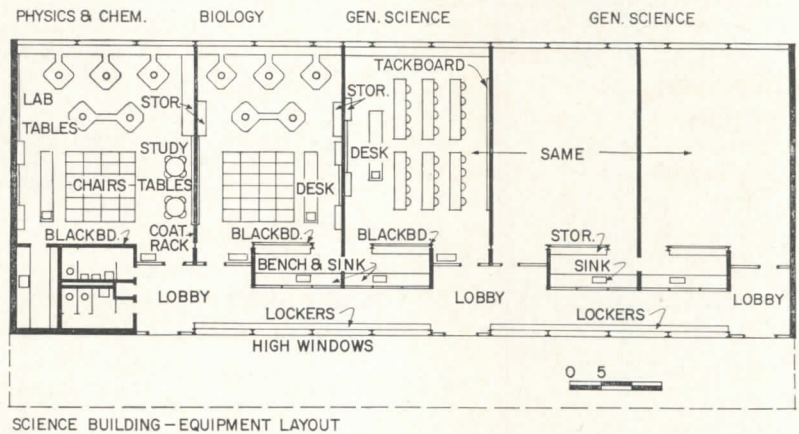 PHYSICS & CHEM. BIOLOGY GEN. SCIENCE GEN. SCIENCE
TACKBOARD
LAB
TABLES
STOR.
STOR.
STUDY
TABLES
DESK
SAME
CHAIRS
DESK
COAT
RACK
BLACKBD.
BLACKBD.
BLACKBD.
STOR.
BENCH & SINK
SINK
LOBBY
LOBBY
LOBBY
LOCKERS
LOCKERS
HIGH WINDOWS
0 5
SCIENCE BUILDING – EQUIPMENT LAYOUT